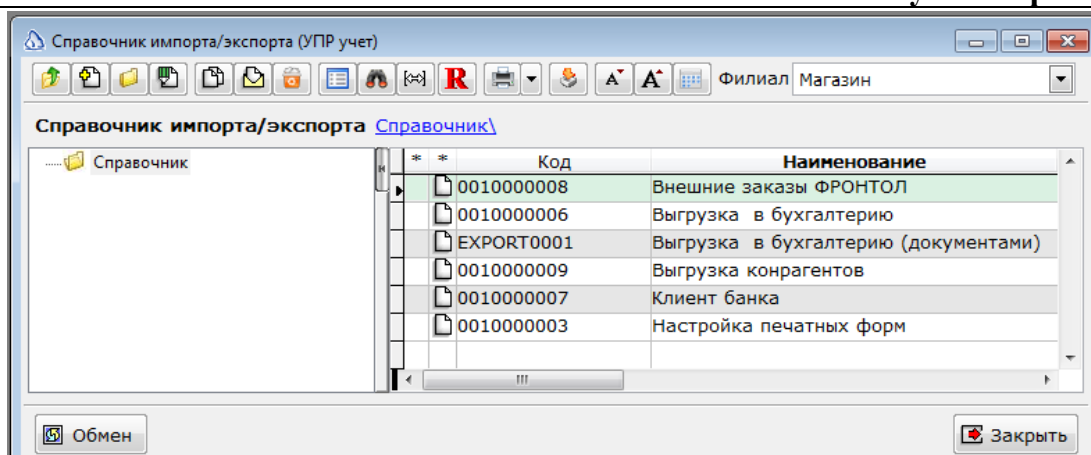 Справочник импорта/экспорта (УПР учет)
R A A Филиал Магазин
Справочник импорта/экспорта Справочник\
Справочник
* * Код Наименование
0010000008 Внешние заказы ФРОНТОЛ
0010000006 Выгрузка в бухгалтерию
EXPORT0001 Выгрузка в бухгалтерию (документами)
0010000009 Выгрузка конрагентов
0010000007 Клиент банка
0010000003 Настройка печатных форм
Обмен Закрыть